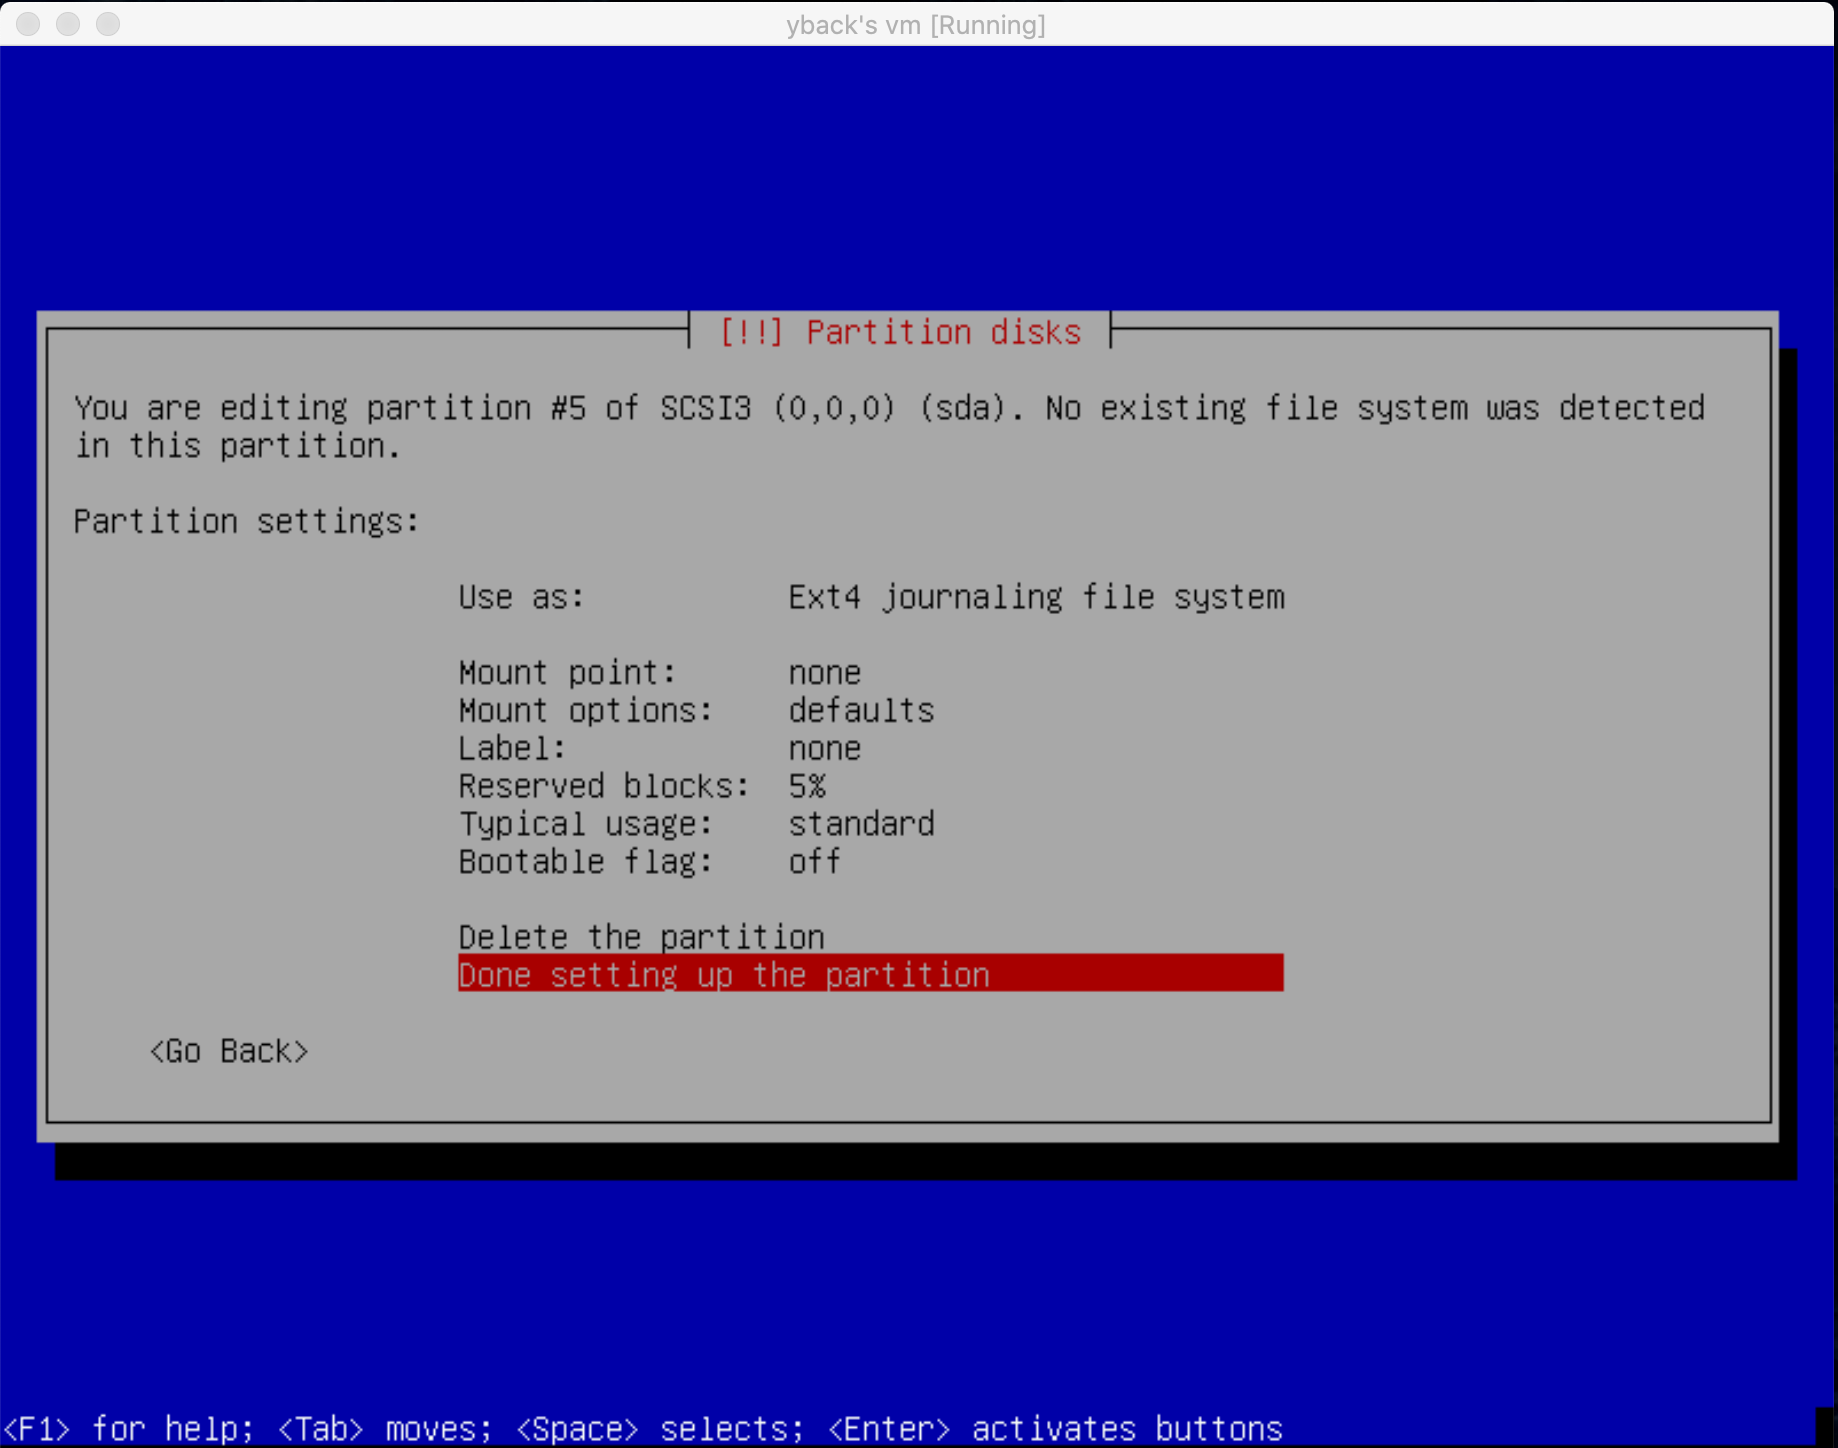 yback's vm [Running]
[!!] Partition disks
You are editing partition #5 of SCSI3 (0,0,0) (sda). No existing file system was detected
in this partition.
Partition settings:
Use as: Ext4 journaling file system
Mount point: none
Mount options: defaults
Label: none
Reserved blocks: 5%
Typical usage: standard
Bootable flag: off
Delete the partition
Done setting up the partition
<Go Back>
<F1> for help; <Tab> moves; <Space> selects; <Enter> activates buttons